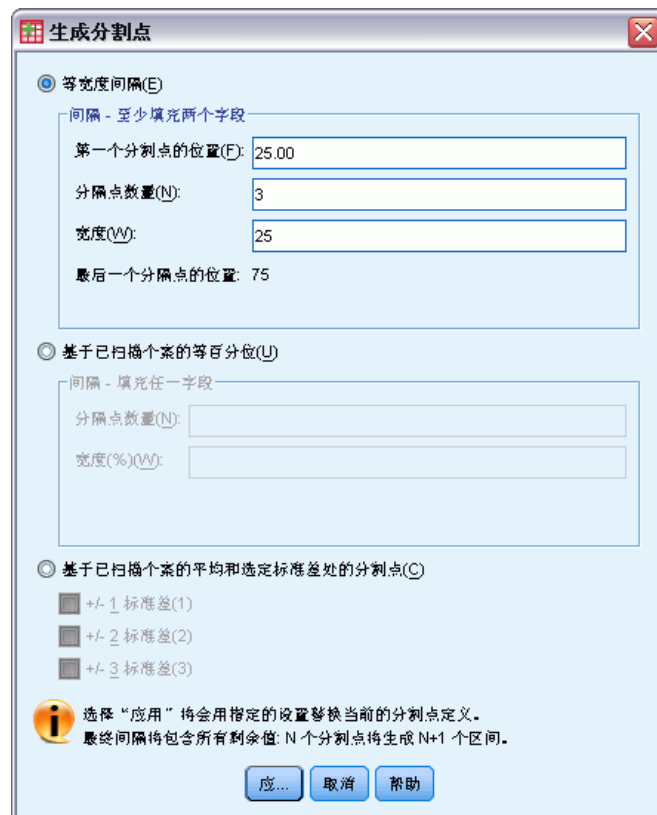 生成分割点
等宽度间隔(E)
间隔 - 至少填充两个字段
第一个分割点的位置(F): 25.00
分隔点数量(N): 3
宽度(W): 25
最后一个分隔点的位置: 75
基于已扫描个案的等百分位(U)
间隔 - 填充任一字段
分隔点数量(N):
宽度(%)(W):
基于已扫描个案的平均和选定标准差处的分割点(C)
+/- 1 标准差(1)
+/- 2 标准差(2)
+/- 3 标准差(3)
选择“应用”将会用指定的设置替换当前的分割点定义。
最终间隔将包含所有剩余值: N 个分割点将生成 N+1 个区间。
应... 取消 帮助